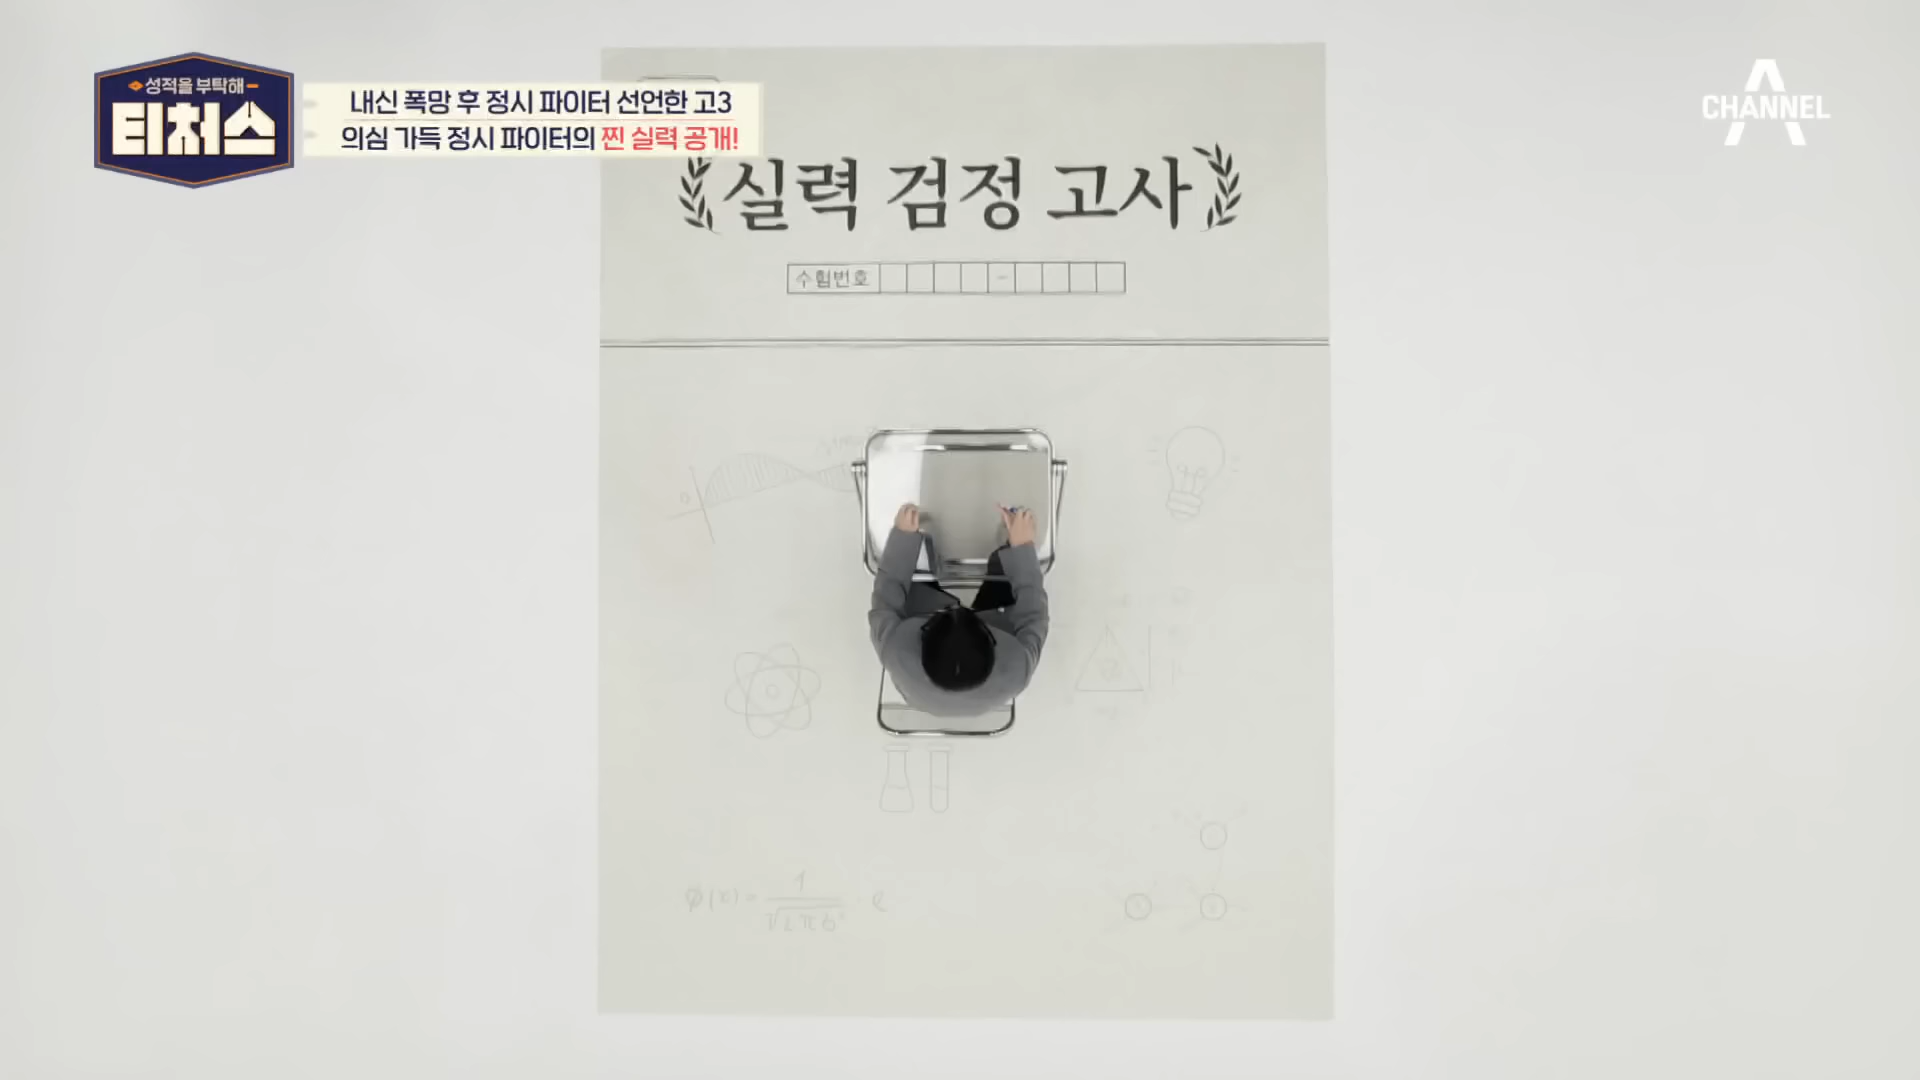 성적을 부탁해
티처스
내신 폭망 후 정시 파이터 선언한 고3
의심 가득 정시 파이터의 찐 실력 공개!
CHANNEL A
실력 검정 고사
수험번호 -